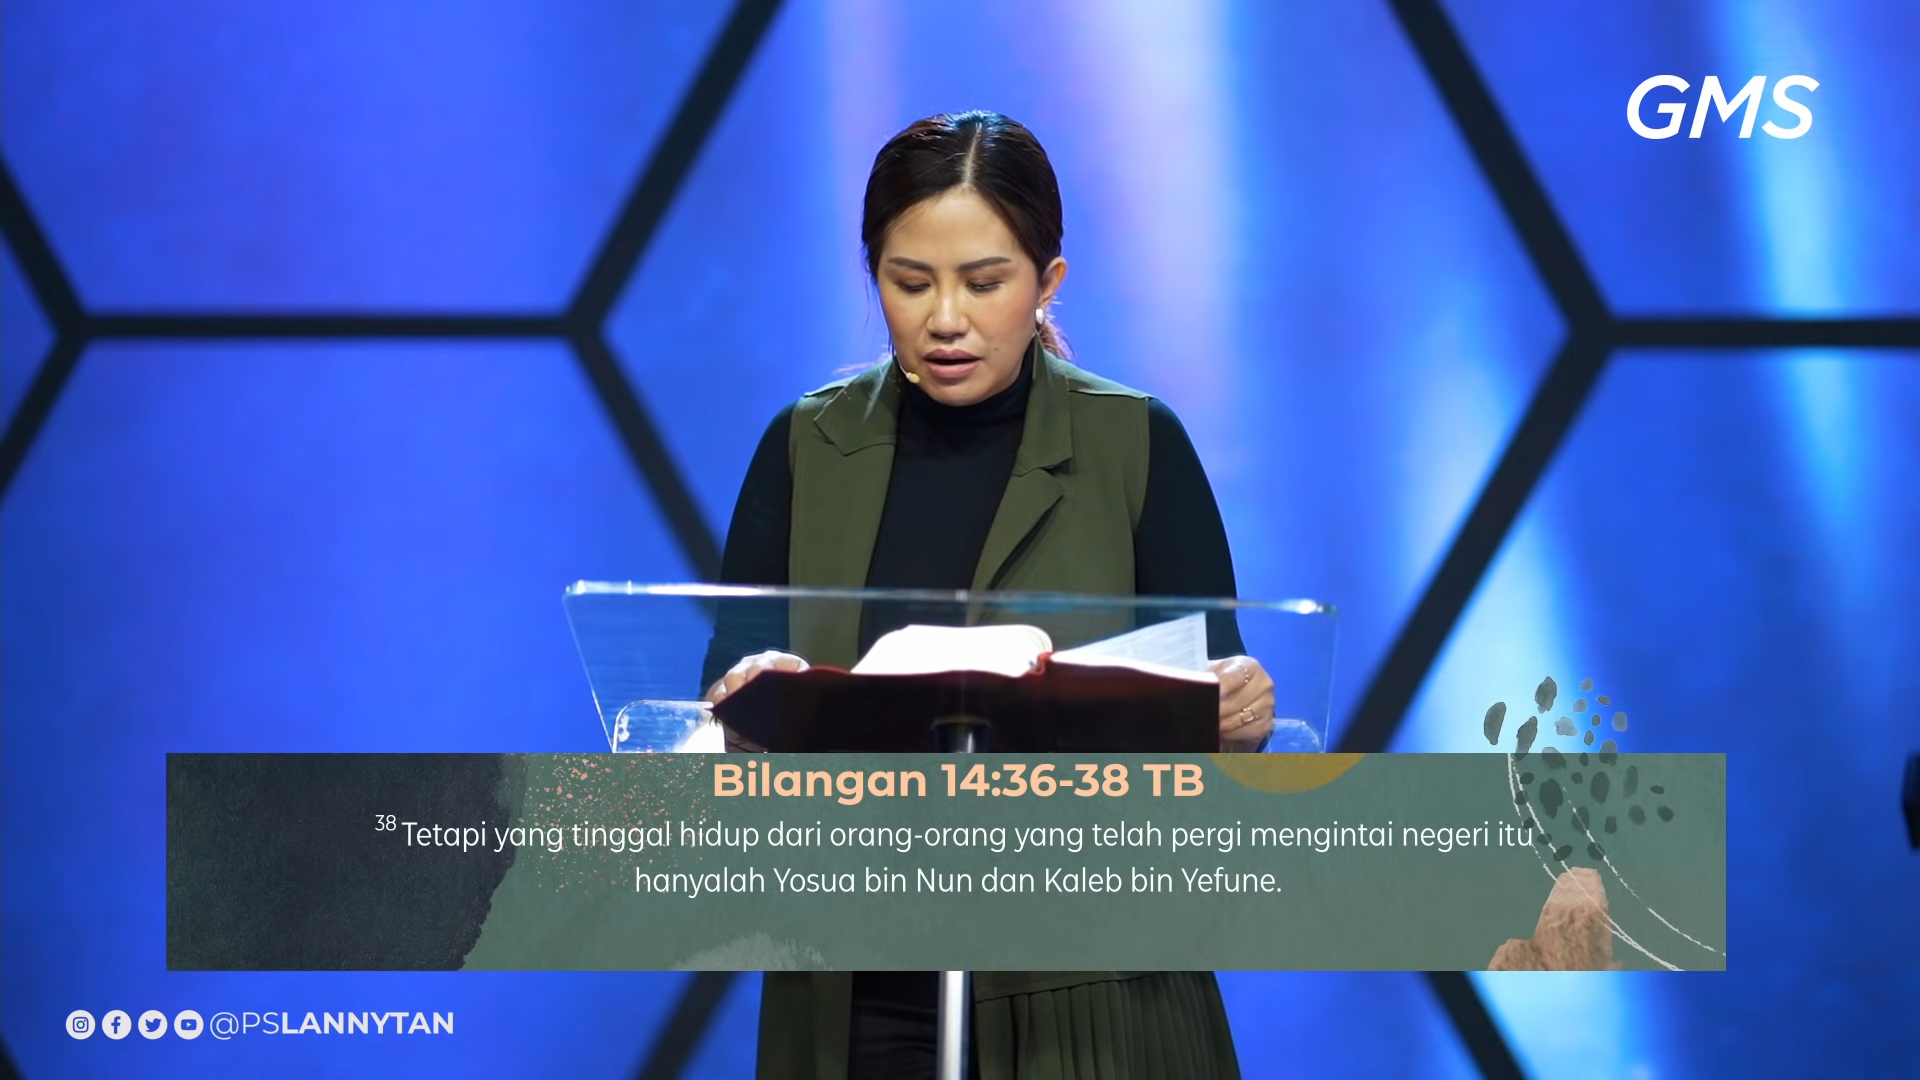 GMS
Bilangan 14:36-38 TB
38 Tetapi yang tinggal hidup dari orang-orang yang telah pergi mengintai negeri itu
hanyalah Yosua bin Nun dan Kaleb bin Yefune.
@PSLANNYTAN